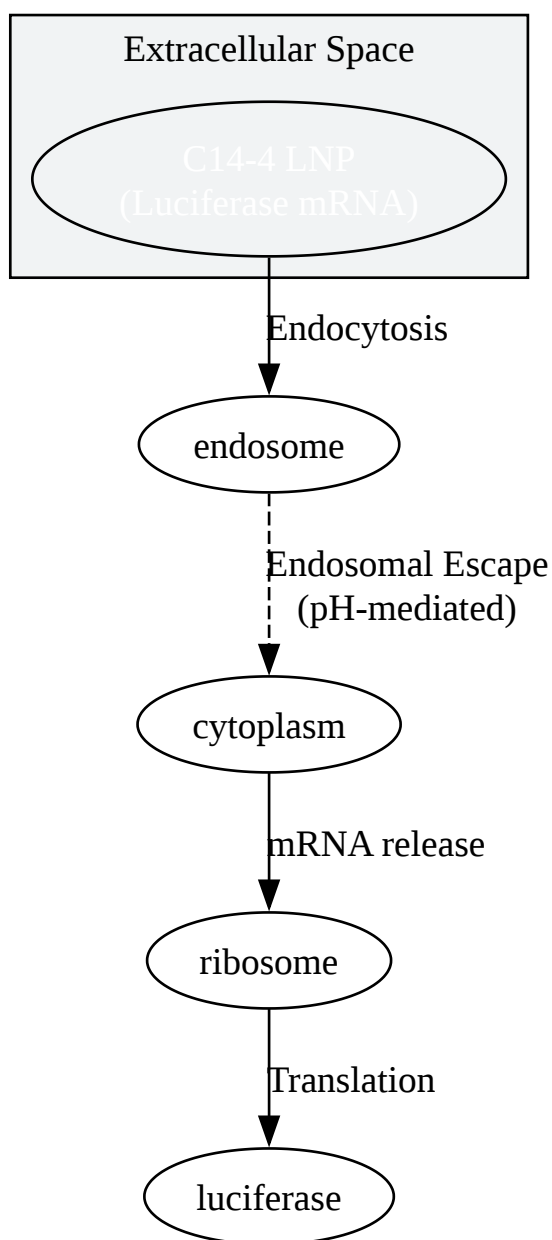 Extracellular Space
C14-4 LNP
(Luciferase mRNA)
Endocytosis
endosome
Endosomal Escape
(pH-mediated)
cytoplasm
mRNA release
ribosome
Translation
luciferase